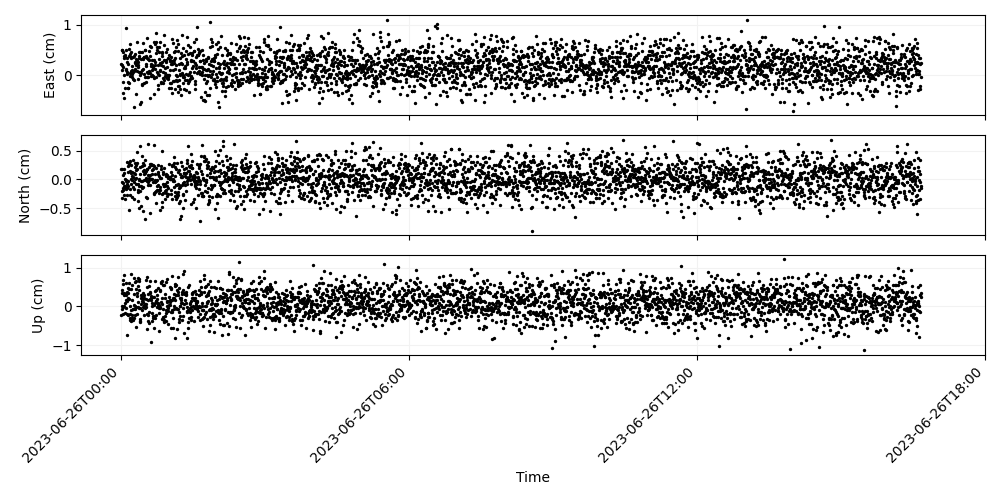 East (cm)
1
0
North (cm)
0.5
0.0
−0.5
Up (cm)
1
0
−1
2023-06-26T00:00
2023-06-26T06:00
2023-06-26T12:00
2023-06-26T18:00
Time